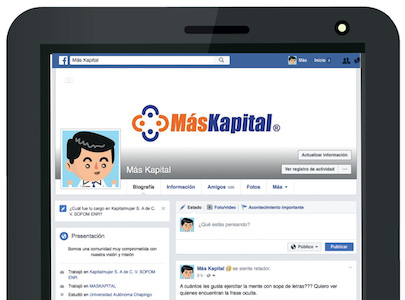 Más Kapital
Más Inicio 2
MásKapital®
Actualizar información
Más Kapital
Ver registro de actividad
Biografía Información Amigos Fotos Más
¿Cuál fue tu cargo en Kapitalmujer S. A de C. V. SOFOM ENR.
Presentación
Somos una comunidad muy comprometida con nuestra visión y misión
Trabajó en Kapitalmujer S. A de C. V. SOFOM ENR.
Trabajó en MASKAPITAL
Estudió en Universidad Autónoma Chapingo
Estado Foto/video Acontecimiento importante
¿Qué estás pensando?
Público Publicar
Más Kapital se siente retador.
A cuántos les gusta ejercitar la mente con sopa de letras??? Quiero ver quienes encuentran la frase oculta.